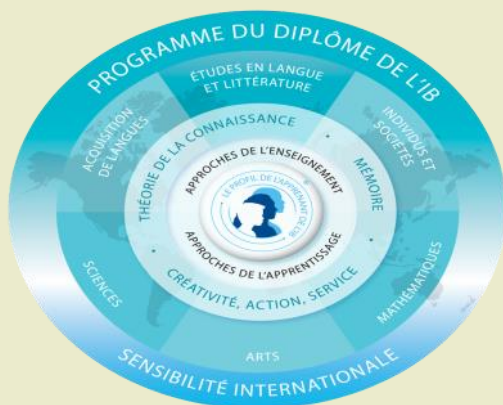 PROGRAMME DU DIPLÔME DE L'IB
ÉTUDES EN LANGUE
ET LITTÉRATURE
ACQUISITION
DE LANGUES
INDIVIDUS ET
SOCIÉTÉS
THÉORIE DE LA CONNAISSANCE
MÉMOIRE
APPROCHES DE L'ENSEIGNEMENT
LE PROFIL DE L'APPRENANT DE L'IB
APPROCHES DE L'APPRENTISSAGE
CRÉATIVITÉ, ACTION, SERVICE
SCIENCES
MATHÉMATIQUES
ARTS
SENSIBILITÉ INTERNATIONALE